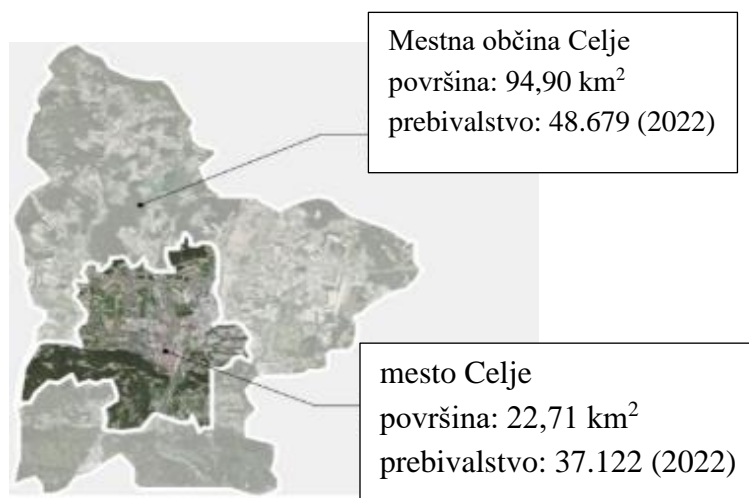 Mestna občina Celje
površina: 94,90 km²
prebivalstvo: 48.679 (2022)
mesto Celje
površina: 22,71 km²
prebivalstvo: 37.122 (2022)